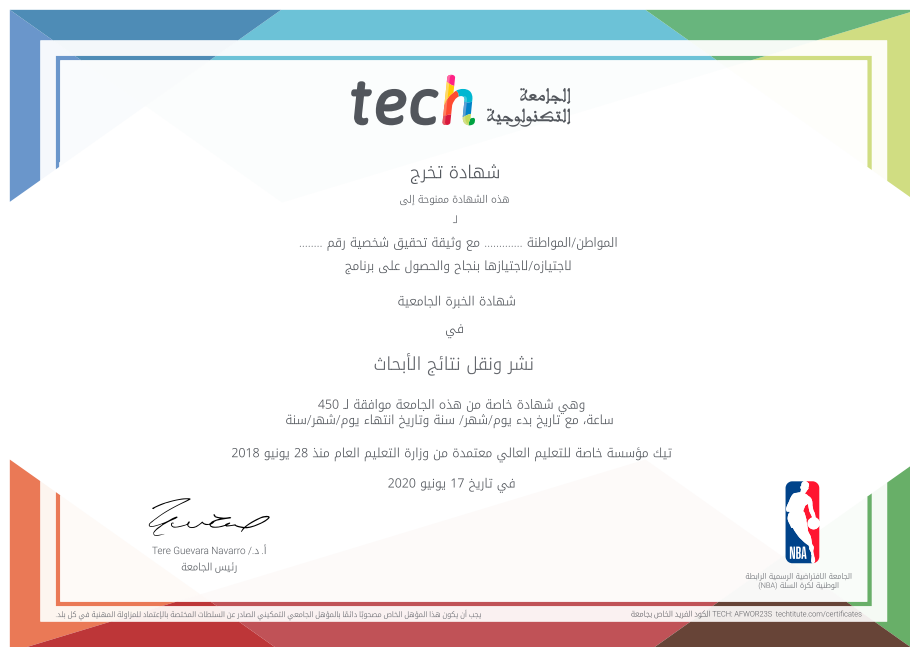 tech الجامعة
التكنولوجية
شهادة تخرج
هذه الشهادة ممنوحة إلى
لـ
المواطن/المواطنة ............. مع وثيقة تحقيق شخصية رقم ........
لاجتيازه/لاجتيازها بنجاح والحصول على برنامج
شهادة الخبرة الجامعية
في
نشر ونقل نتائج الأبحاث
وهي شهادة خاصة من هذه الجامعة موافقة لـ 450
ساعة، مع تاريخ بدء يوم/شهر/ سنة وتاريخ انتهاء يوم/شهر/سنة
تيك مؤسسة خاصة للتعليم العالي معتمدة من وزارة التعليم العام منذ 28 يونيو 2018
في تاريخ 17 يونيو 2020
أ. د./ Tere Guevara Navarro
رئيس الجامعة
NBA
الجامعة الافتراضية الرسمية الرابطة
الوطنية لكرة السلة (NBA)
يجب أن يكون هذا المؤهل الخاص مصحوبًا دائمًا بالمؤهل الجامعي التمكيني الصادر عن السلطات المختصة بالإعتماد للمزاولة المهنية في كل بلد.
الكود الفريد الخاص بجامعة TECH: AFWOR23S techtitute.com/certificates